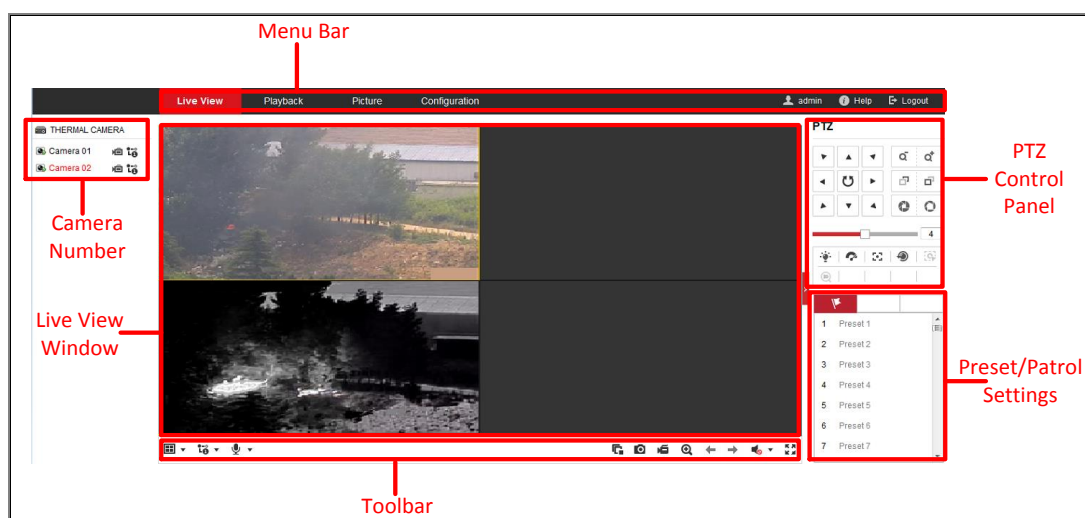 Menu Bar
Live View Playback Picture Configuration admin Help Logout
THERMAL CAMERA
Camera 01
Camera 02
Camera
Number
PTZ
4
PTZ
Control
Panel
Live View
Window
1 Preset 1
2 Preset 2
3 Preset 3
4 Preset 4
5 Preset 5
6 Preset 6
7 Preset 7
Preset/Patrol
Settings
Toolbar